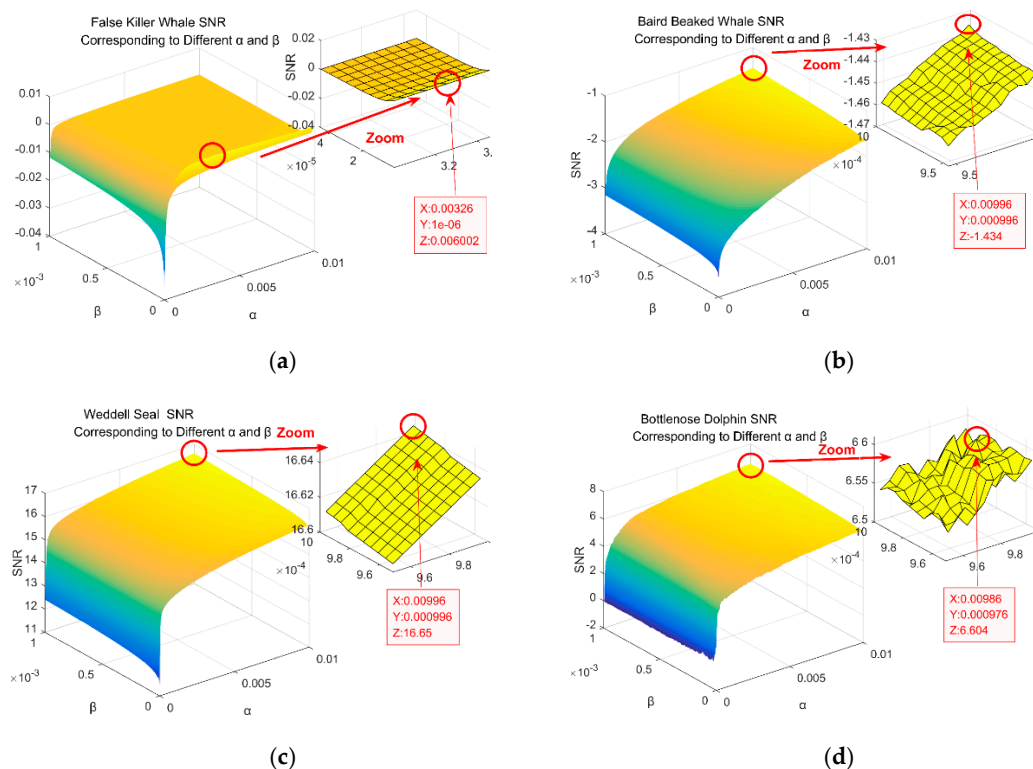 False Killer Whale SNR
Corresponding to Different α and β
Zoom
0.02
0
-0.02
-0.04
SNR
4
2
×10⁻⁵
3.2
3.
X:0.00326
Y:1e-06
Z:0.006002
0.01
0
-0.01
-0.02
-0.03
-0.04
1
0.5
0
×10⁻³
β
0
0.005
0.01
α
(a)
Baird Beaked Whale SNR
Corresponding to Different α and β
Zoom
-1.43
-1.44
-1.45
-1.46
-1.47
10
9.5
×10⁻⁴
9.5
X:0.00996
Y:0.000996
Z:-1.434
SNR
-1
-2
-3
-4
1
0.5
0
×10⁻³
β
0
0.005
0.01
α
(b)
Weddell Seal SNR
Corresponding to Different α and β
Zoom
16.64
16.62
16.6
10
9.8
9.6
×10⁻⁴
9.6
9.8
X:0.00996
Y:0.000996
Z:16.65
SNR
17
16
15
14
13
12
11
1
0.5
0
×10⁻³
β
0
0.005
0.01
α
(c)
Bottlenose Dolphin SNR
Corresponding to Different α and β
Zoom
6.6
6.55
6.5
10
9.8
9.6
×10⁻⁴
9.6
9.8
X:0.00986
Y:0.000976
Z:6.604
SNR
8
6
4
2
0
-2
1
0.5
0
×10⁻³
β
0
0.005
0.01
α
(d)